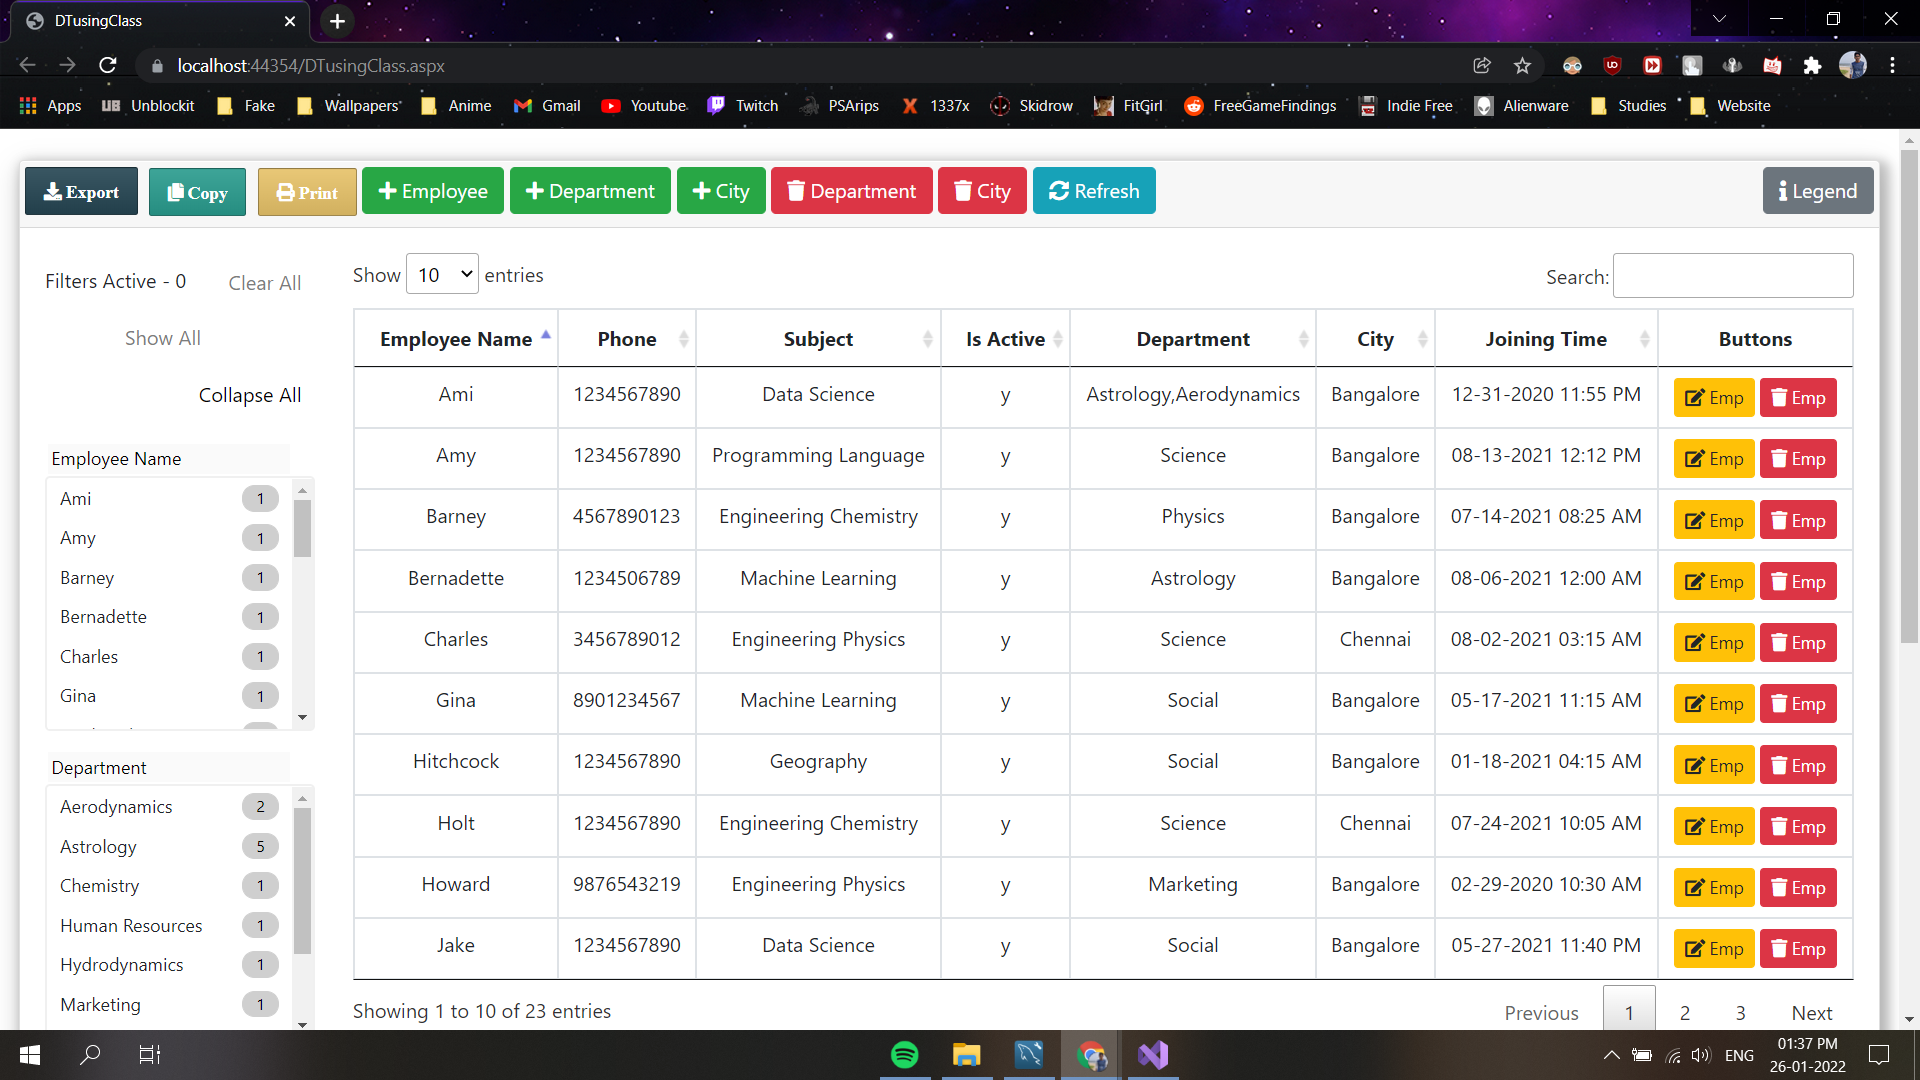 DTusingClass
localhost:44354/DTusingClass.aspx
Apps UB Unblockit Fake Wallpapers Anime Gmail Youtube Twitch PSArips 1337x Skidrow FitGirl FreeGameFindings Indie Free Alienware Studies Website
Export Copy Print Employee Department City Department City Refresh Legend
Filters Active - 0 Clear All
Show All
Collapse All
Employee Name
Ami 1
Amy 1
Barney 1
Bernadette 1
Charles 1
Gina 1
Department
Aerodynamics 2
Astrology 5
Chemistry 1
Human Resources 1
Hydrodynamics 1
Marketing 1
Show 10 entries Search:
Employee Name Phone Subject Is Active Department City Joining Time Buttons
Ami 1234567890 Data Science y Astrology,Aerodynamics Bangalore 12-31-2020 11:55 PM Emp Emp
Amy 1234567890 Programming Language y Science Bangalore 08-13-2021 12:12 PM Emp Emp
Barney 4567890123 Engineering Chemistry y Physics Bangalore 07-14-2021 08:25 AM Emp Emp
Bernadette 1234506789 Machine Learning y Astrology Bangalore 08-06-2021 12:00 AM Emp Emp
Charles 3456789012 Engineering Physics y Science Chennai 08-02-2021 03:15 AM Emp Emp
Gina 8901234567 Machine Learning y Social Bangalore 05-17-2021 11:15 AM Emp Emp
Hitchcock 1234567890 Geography y Social Bangalore 01-18-2021 04:15 AM Emp Emp
Holt 1234567890 Engineering Chemistry y Science Chennai 07-24-2021 10:05 AM Emp Emp
Howard 9876543219 Engineering Physics y Marketing Bangalore 02-29-2020 10:30 AM Emp Emp
Jake 1234567890 Data Science y Social Bangalore 05-27-2021 11:40 PM Emp Emp
Showing 1 to 10 of 23 entries Previous 1 2 3 Next
ENG 01:37 PM
26-01-2022